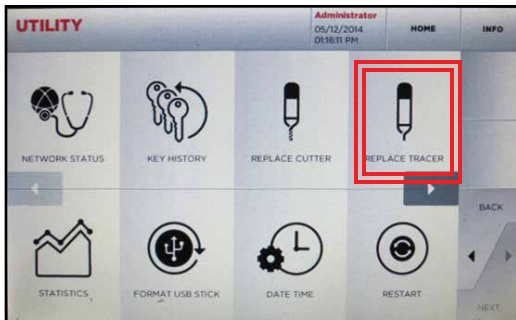 UTILITY
Administrator
05/12/2014
01:16:11 PM
HOME
INFO
NETWORK STATUS
KEY HISTORY
REPLACE CUTTER
REPLACE TRACER
BACK
STATISTICS
FORMAT USB STICK
DATE TIME
RESTART
NEXT